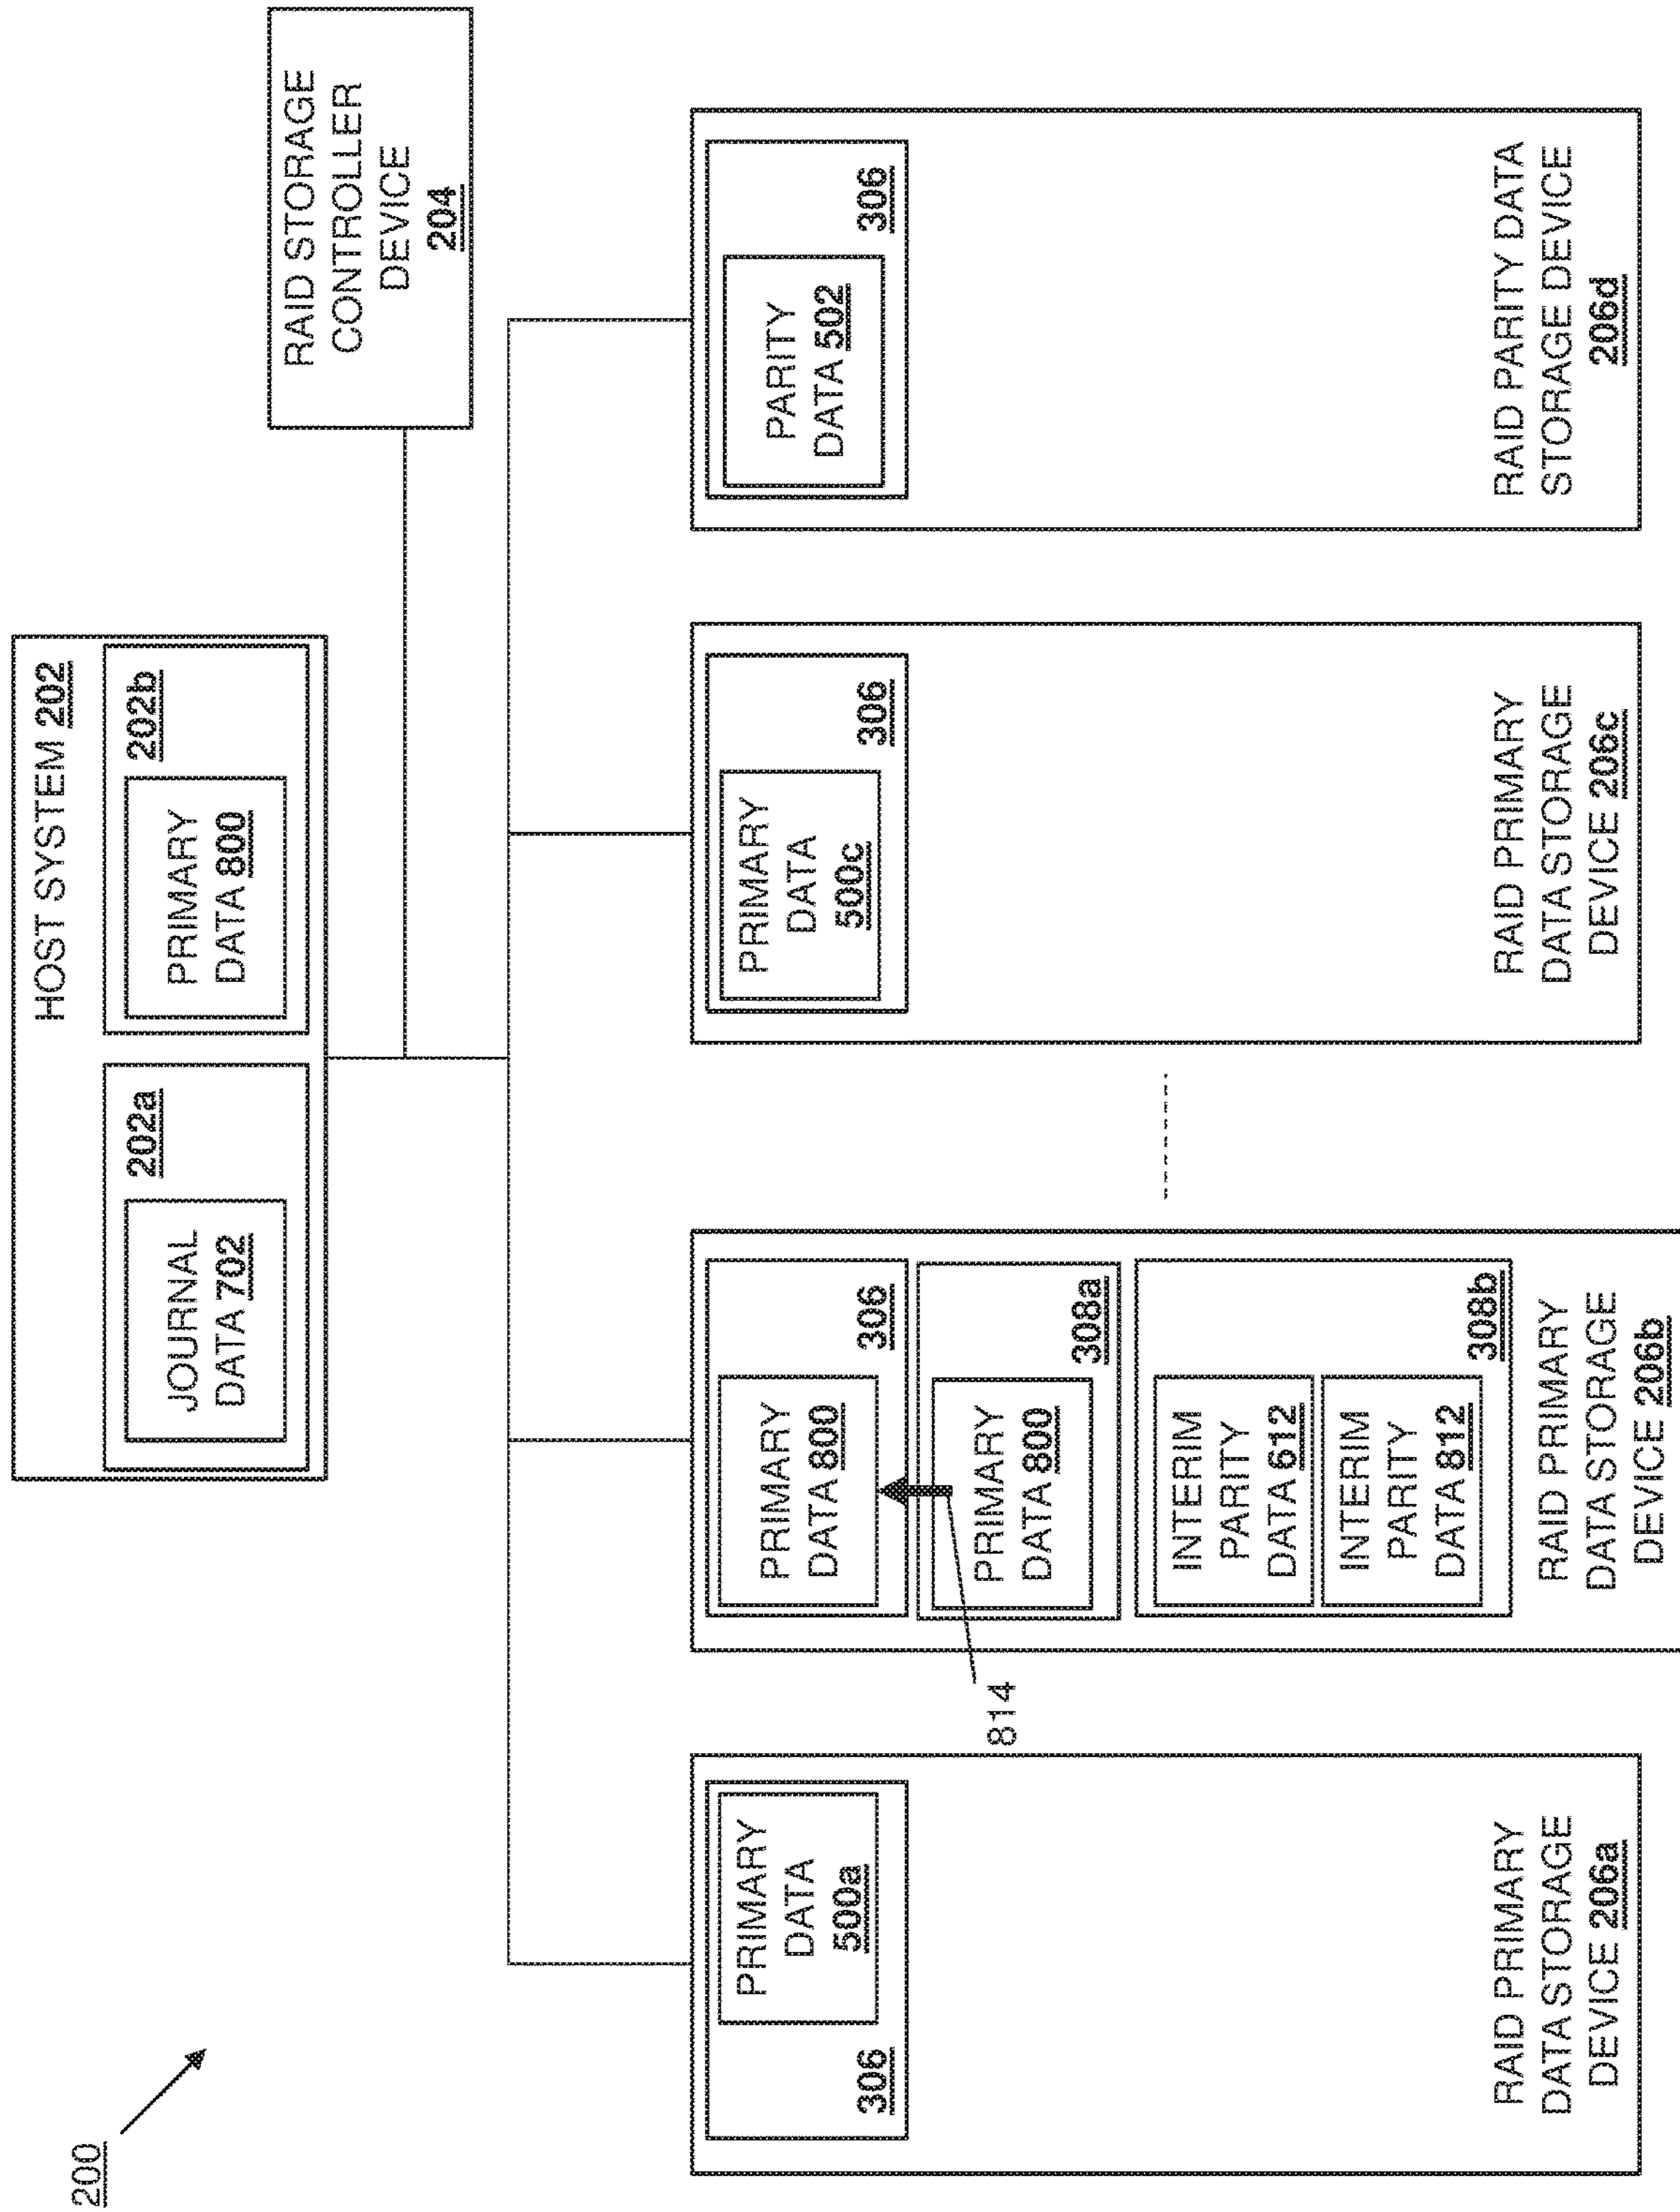 200
HOST SYSTEM 202
202a
JOURNAL
DATA 702
202b
PRIMARY
DATA 800
RAID STORAGE
CONTROLLER
DEVICE
204
PRIMARY
DATA
500a
306
RAID PRIMARY
DATA STORAGE
DEVICE 206a
814
PRIMARY
DATA 800
306
PRIMARY
DATA 800
308a
INTERIM
PARITY
DATA 612
INTERIM
PARITY
DATA 812
308b
RAID PRIMARY
DATA STORAGE
DEVICE 206b
PRIMARY
DATA
500c
306
RAID PRIMARY
DATA STORAGE
DEVICE 206c
PARITY
DATA 502
306
RAID PARITY DATA
STORAGE DEVICE
206d